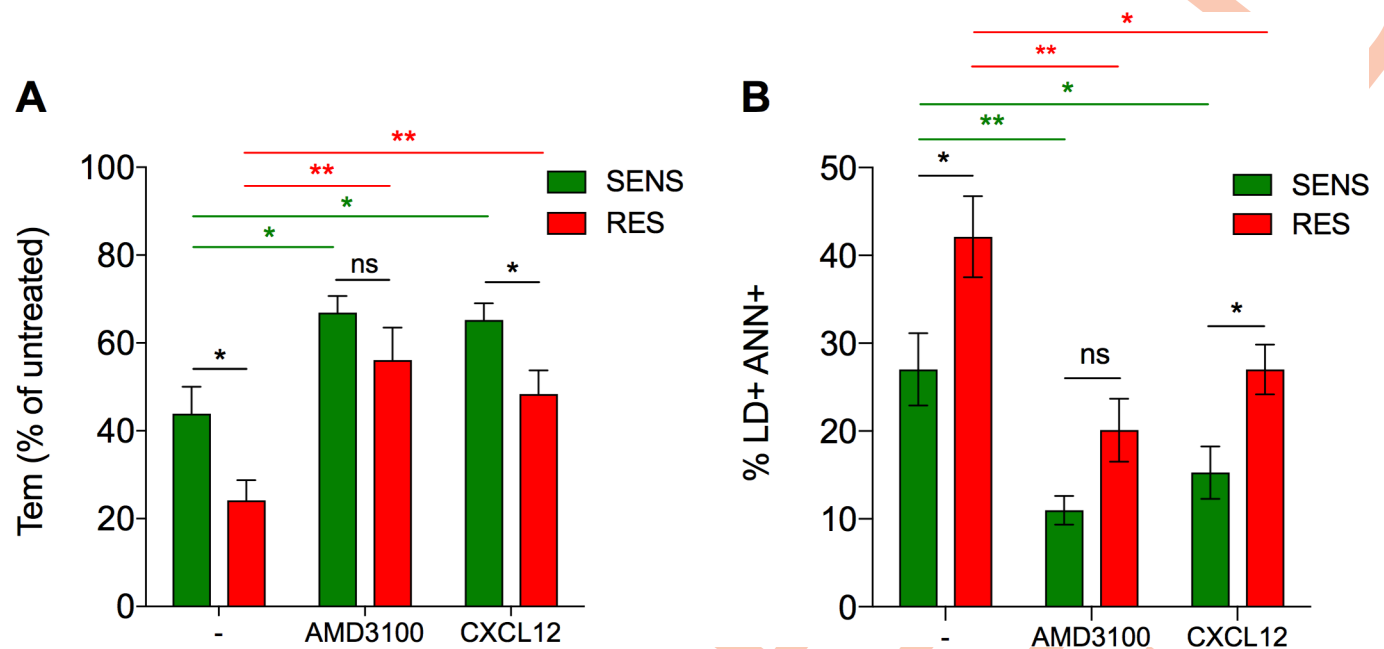 A
Tem (% of untreated)
100
80
60
40
20
0
**
**
*
*
*
ns
*
SENS
RES
-
AMD3100
CXCL12
B
% LD+ ANN+
50
40
30
20
10
0
*
**
*
**
*
ns
*
SENS
RES
-
AMD3100
CXCL12